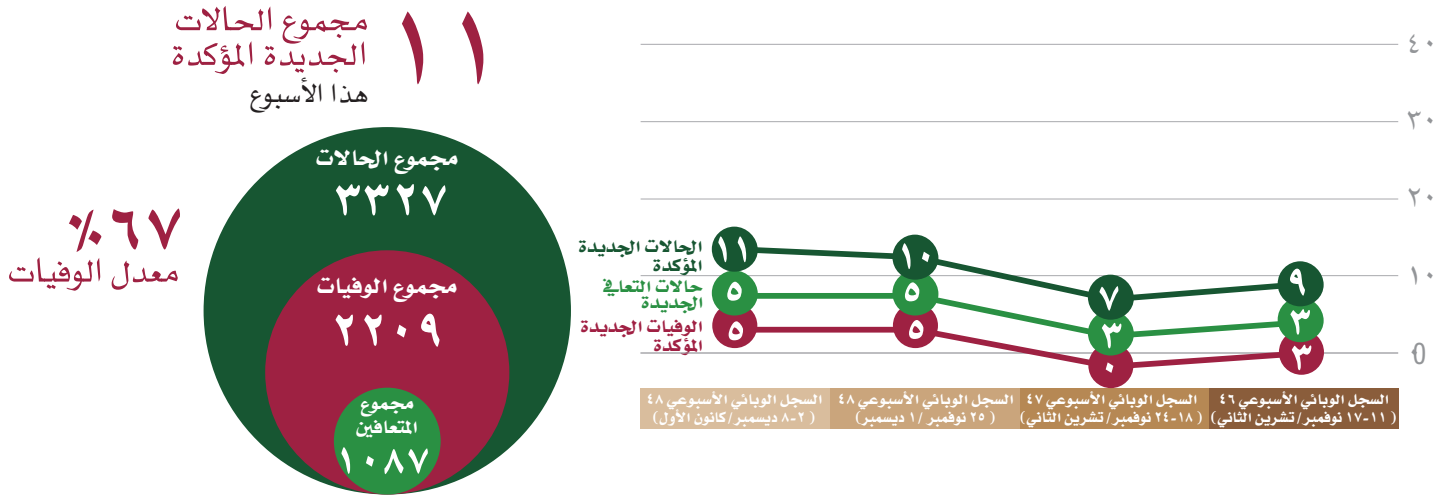 مجموع الحالات
الجديدة المؤكدة
هذا الأسبوع
١١
مجموع الحالات
٣٣٢٧
مجموع الوفيات
٢٢٠٩
مجموع
المتعافين
١٠٨٧
٦٧%
معدل الوفيات
٤٠
٣٠
٢٠
١٠
0
٩
٧
١٠
١١
الحالات الجديدة
المؤكدة
٣
٣
٥
٥
حالات التعافي
الجديدة
٣
٠
٥
٥
الوفيات الجديدة
المؤكدة
السجل الوبائي الأسبوعي ٤٦
(١١-١٧ نوفمبر/ تشرين الثاني)
السجل الوبائي الأسبوعي ٤٧
(١٨-٢٤ نوفمبر/ تشرين الثاني)
السجل الوبائي الأسبوعي ٤٨
(٢٥ نوفمبر/ ١ ديسمبر)
السجل الوبائي الأسبوعي ٤٨
(٢-٨ ديسمبر/ كانون الأول)